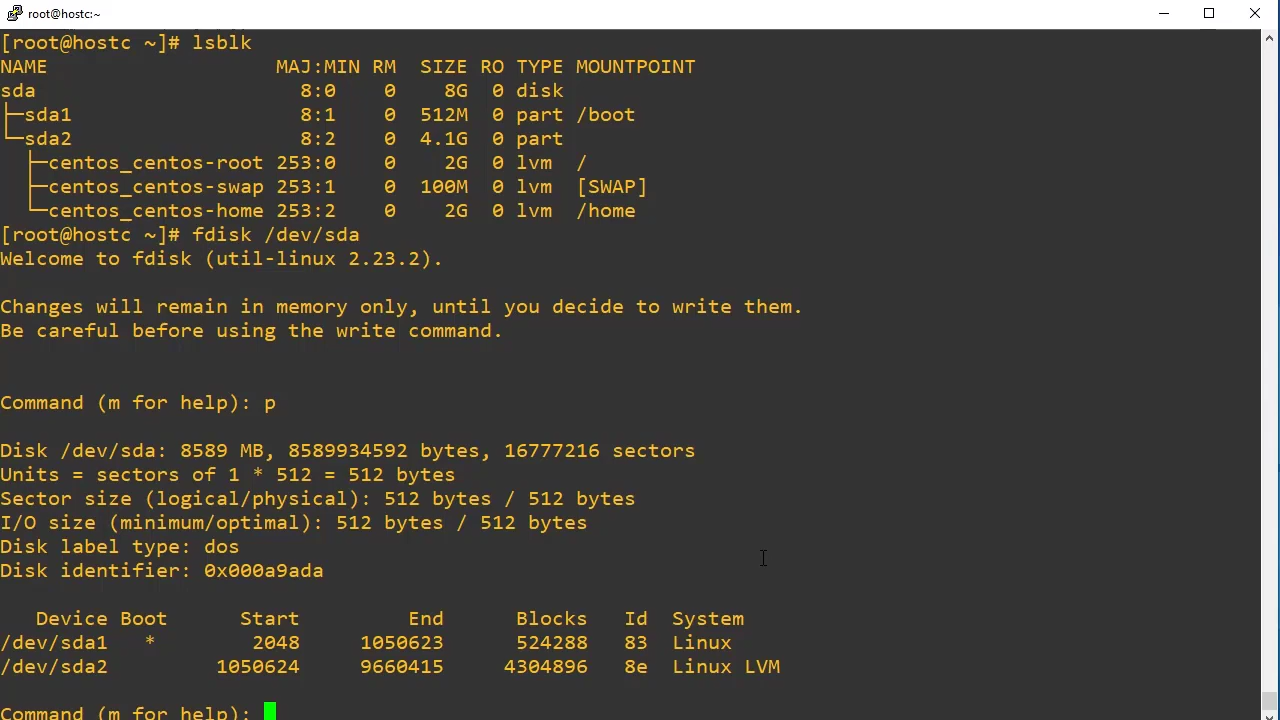 root@hostc:~
[root@hostc ~]# lsblk
NAME                   MAJ:MIN RM  SIZE RO TYPE MOUNTPOINT
sda                      8:0    0    8G  0 disk
├─sda1                   8:1    0  512M  0 part /boot
└─sda2                   8:2    0  4.1G  0 part
  ├─centos_centos-root 253:0    0    2G  0 lvm  /
  ├─centos_centos-swap 253:1    0  100M  0 lvm  [SWAP]
  └─centos_centos-home 253:2    0    2G  0 lvm  /home
[root@hostc ~]# fdisk /dev/sda
Welcome to fdisk (util-linux 2.23.2).
Changes will remain in memory only, until you decide to write them.
Be careful before using the write command.
Command (m for help): p
Disk /dev/sda: 8589 MB, 8589934592 bytes, 16777216 sectors
Units = sectors of 1 * 512 = 512 bytes
Sector size (logical/physical): 512 bytes / 512 bytes
I/O size (minimum/optimal): 512 bytes / 512 bytes
Disk label type: dos
Disk identifier: 0x000a9ada
   Device Boot      Start         End      Blocks   Id  System
/dev/sda1   *        2048     1050623      524288   83  Linux
/dev/sda2         1050624     9660415     4304896   8e  Linux LVM
Command (m for help):